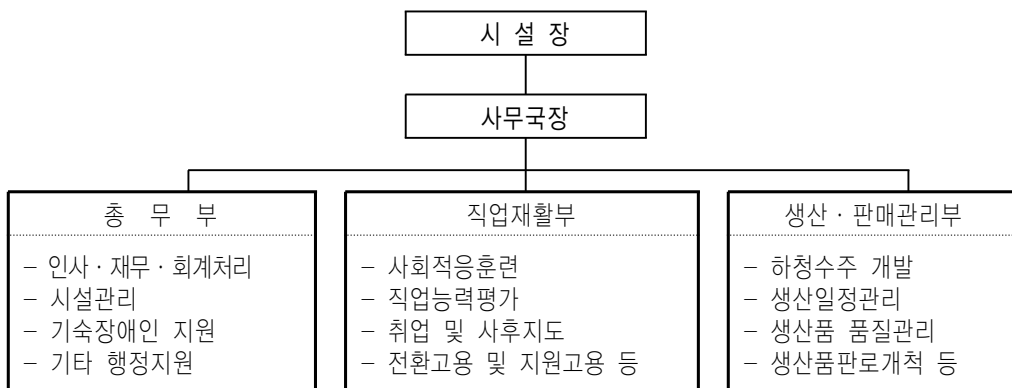 시 설 장
사무국장
총 무 부
– 인사 · 재무 · 회계처리
– 시설관리
– 기숙장애인 지원
– 기타 행정지원
직업재활부
– 사회적응훈련
– 직업능력평가
– 취업 및 사후지도
– 전환고용 및 지원고용 등
생산 · 판매관리부
– 하청수주 개발
– 생산일정관리
– 생산품 품질관리
– 생산품판로개척 등